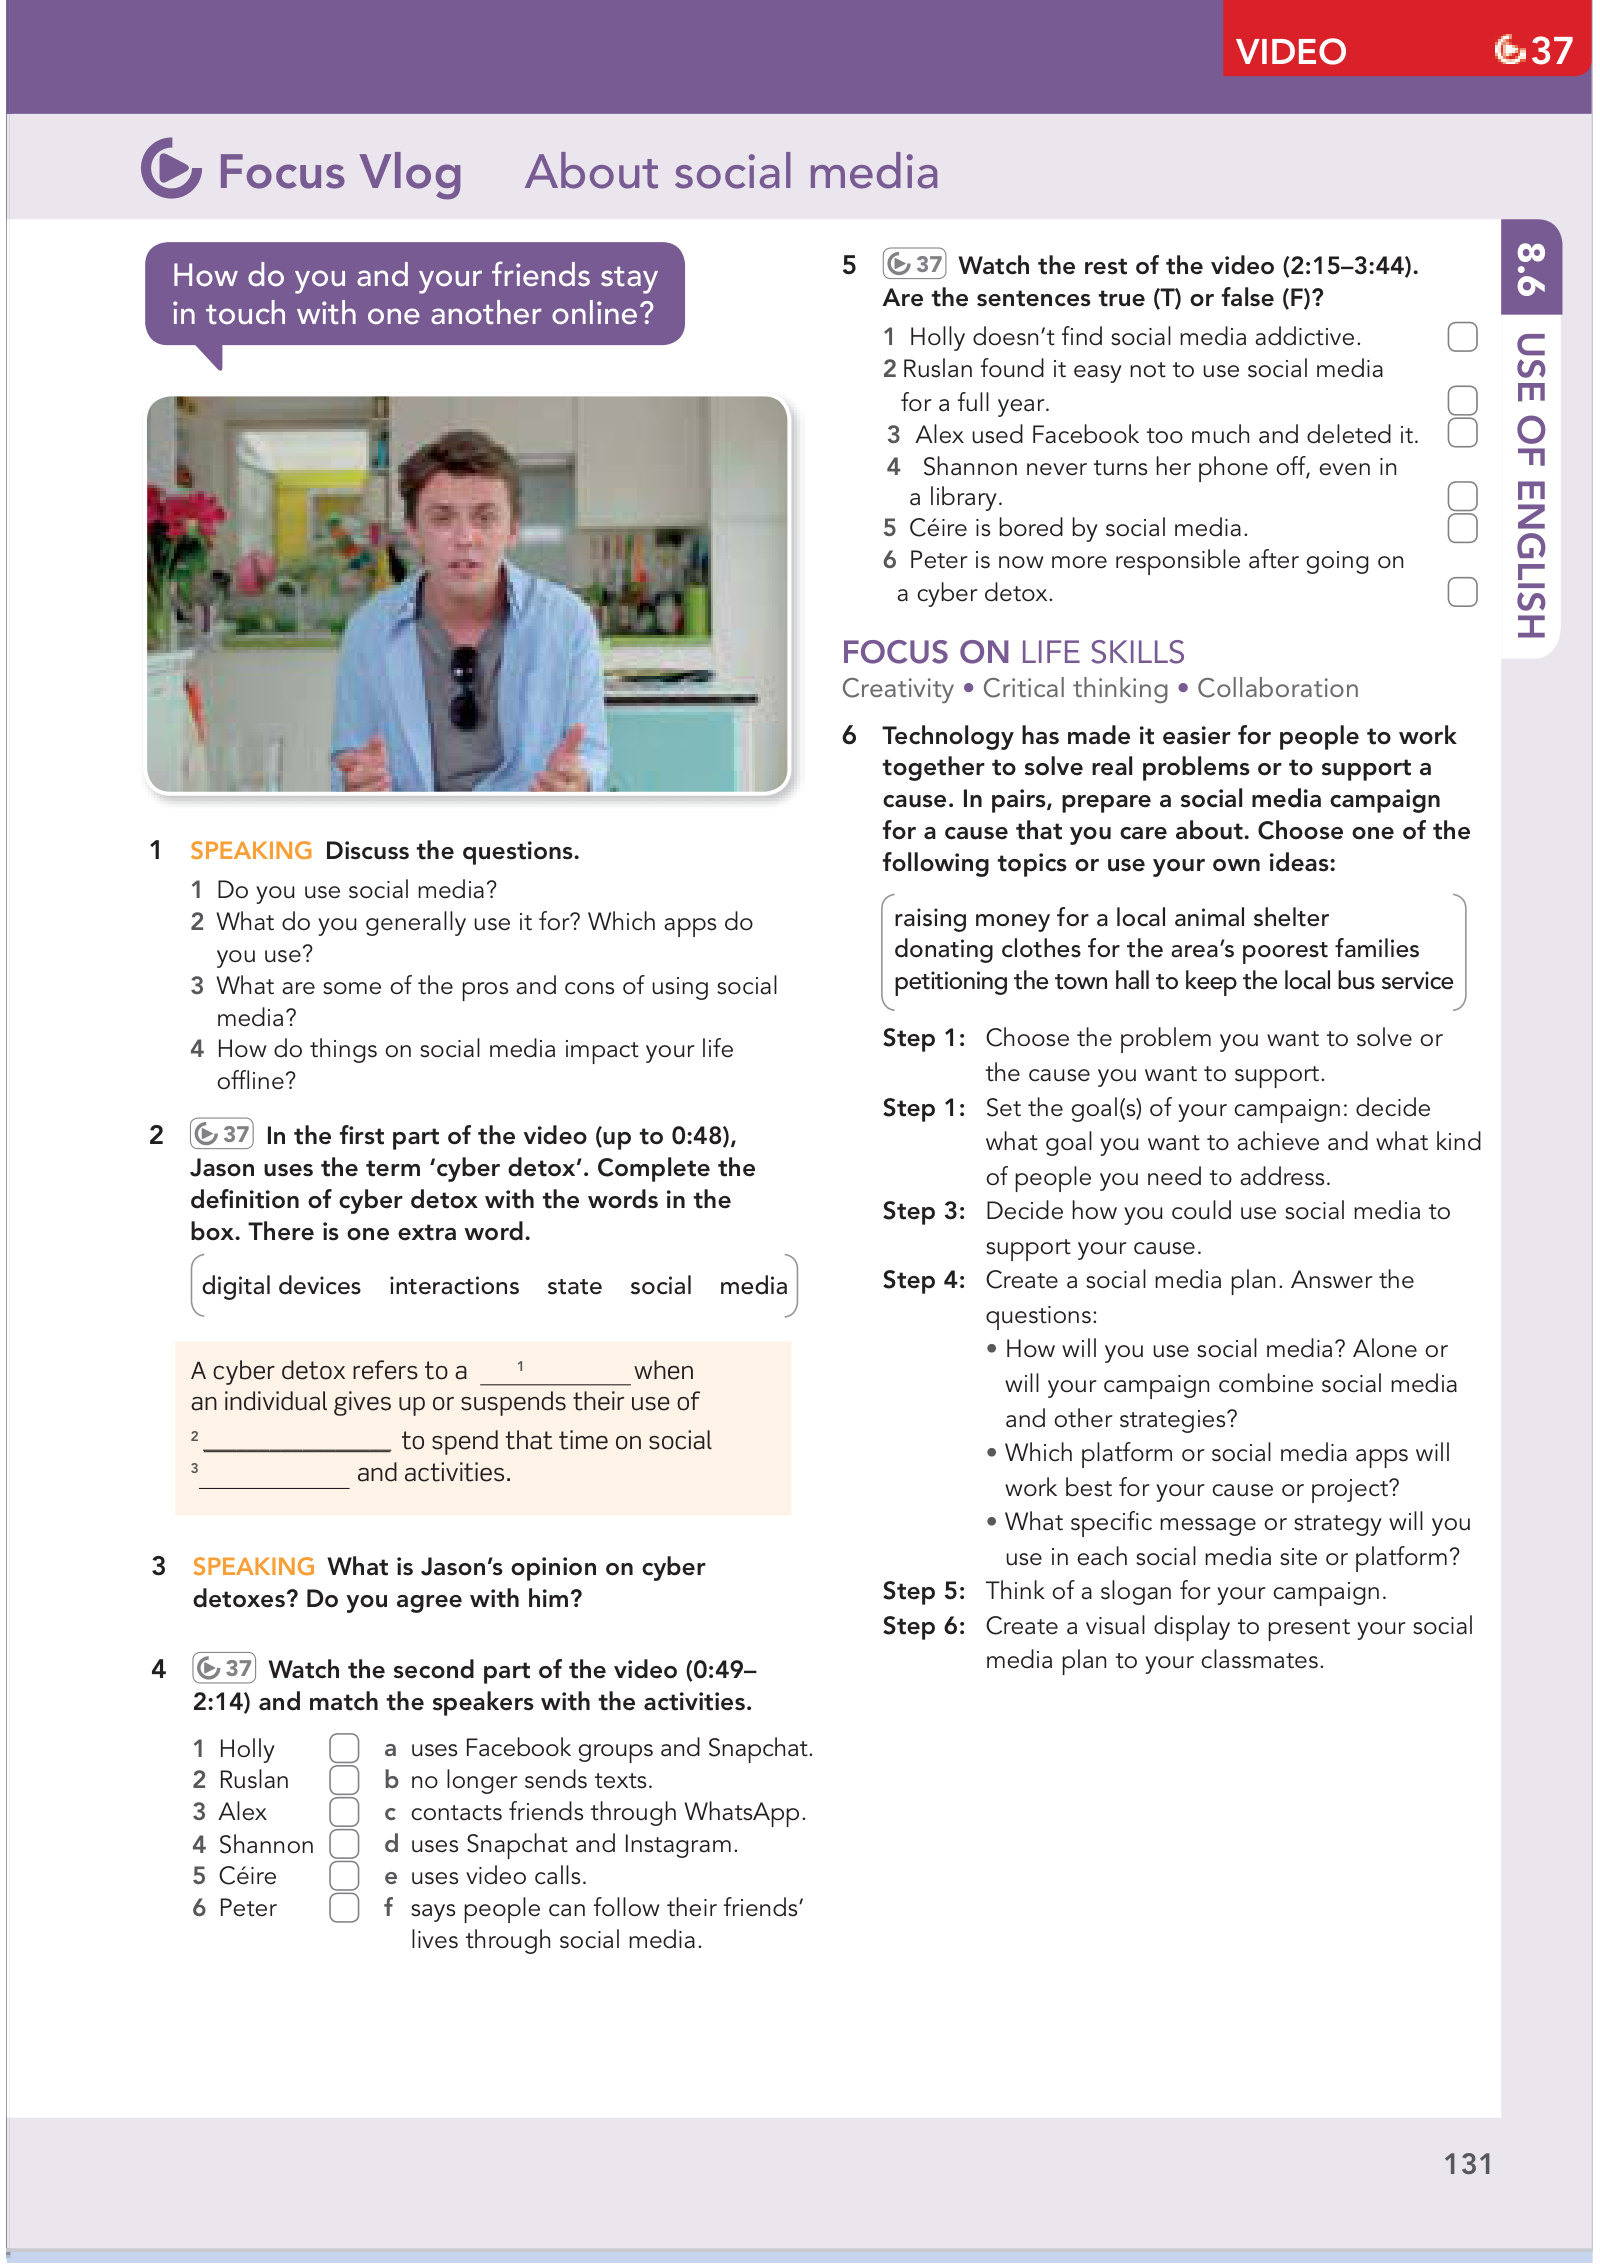 VIDEO 37
Focus Vlog About social media
How do you and your friends stay
in touch with one another online?
1 SPEAKING Discuss the questions.
1 Do you use social media?
2 What do you generally use it for? Which apps do
you use?
3 What are some of the pros and cons of using social
media?
4 How do things on social media impact your life
offline?
2 37 In the first part of the video (up to 0:48),
Jason uses the term ‘cyber detox’. Complete the
definition of cyber detox with the words in the
box. There is one extra word.
digital devices interactions state social media
A cyber detox refers to a 1 when
an individual gives up or suspends their use of
2 to spend that time on social
3 and activities.
3 SPEAKING What is Jason’s opinion on cyber
detoxes? Do you agree with him?
4 37 Watch the second part of the video (0:49–
2:14) and match the speakers with the activities.
1 Holly a uses Facebook groups and Snapchat.
2 Ruslan b no longer sends texts.
3 Alex c contacts friends through WhatsApp.
4 Shannon d uses Snapchat and Instagram.
5 Céire e uses video calls.
6 Peter f says people can follow their friends’
lives through social media.
5 37 Watch the rest of the video (2:15–3:44).
Are the sentences true (T) or false (F)?
1 Holly doesn’t find social media addictive.
2 Ruslan found it easy not to use social media
for a full year.
3 Alex used Facebook too much and deleted it.
4 Shannon never turns her phone off, even in
a library.
5 Céire is bored by social media.
6 Peter is now more responsible after going on
a cyber detox.
FOCUS ON LIFE SKILLS
Creativity • Critical thinking • Collaboration
6 Technology has made it easier for people to work
together to solve real problems or to support a
cause. In pairs, prepare a social media campaign
for a cause that you care about. Choose one of the
following topics or use your own ideas:
raising money for a local animal shelter
donating clothes for the area’s poorest families
petitioning the town hall to keep the local bus service
Step 1: Choose the problem you want to solve or
the cause you want to support.
Step 1: Set the goal(s) of your campaign: decide
what goal you want to achieve and what kind
of people you need to address.
Step 3: Decide how you could use social media to
support your cause.
Step 4: Create a social media plan. Answer the
questions:
• How will you use social media? Alone or
will your campaign combine social media
and other strategies?
• Which platform or social media apps will
work best for your cause or project?
• What specific message or strategy will you
use in each social media site or platform?
Step 5: Think of a slogan for your campaign.
Step 6: Create a visual display to present your social
media plan to your classmates.
8.6 USE OF ENGLISH
131